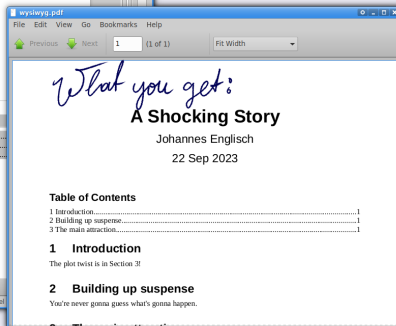 wysiwyg.pdf
File Edit View Go Bookmarks Help
Previous Next 1 (1 of 1) Fit Width
What you get:
A Shocking Story
Johannes Englisch
22 Sep 2023
Table of Contents
1 Introduction....................................................................1
2 Building up suspense....................................................................1
3 The main attraction....................................................................1
1 Introduction
The plot twist is in Section 3!
2 Building up suspense
You're never gonna guess what's gonna happen.